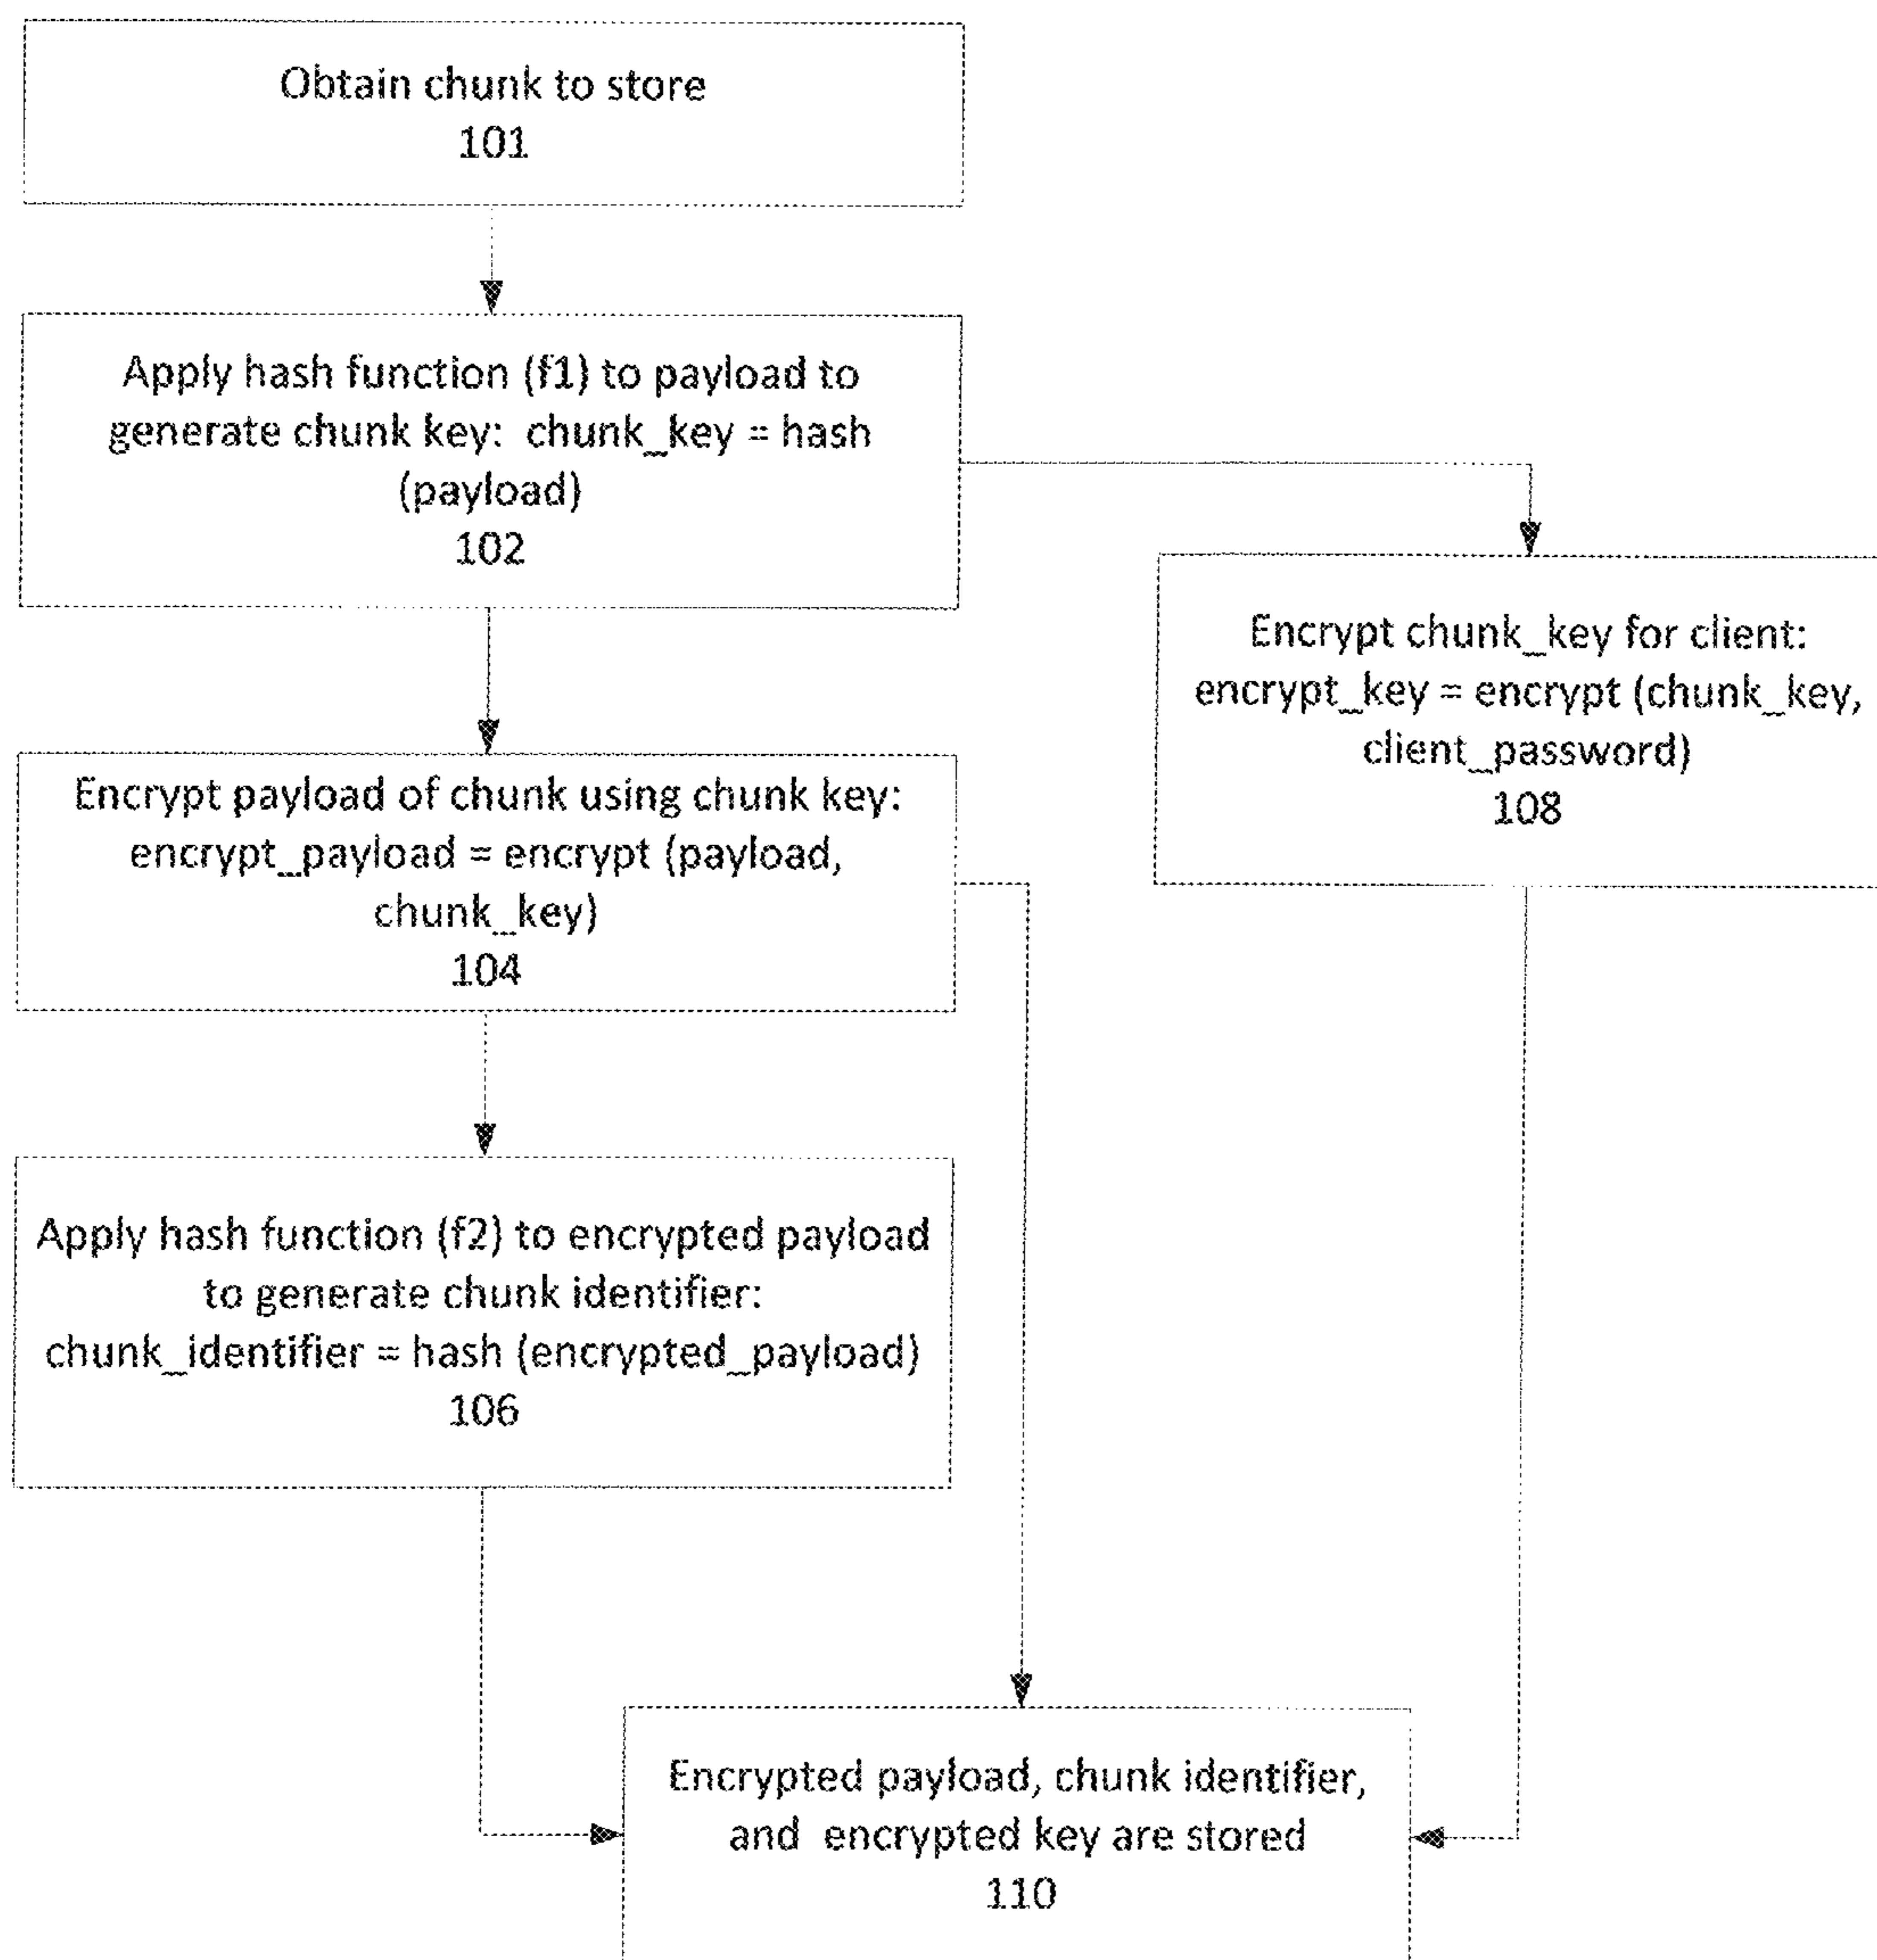 Obtain chunk to store
101
Apply hash function (f1) to payload to
generate chunk key: chunk_key = hash
(payload)
102
Encrypt chunk_key for client:
encrypt_key = encrypt (chunk_key,
client_password)
108
Encrypt payload of chunk using chunk key:
encrypt_payload = encrypt (payload,
chunk_key)
104
Apply hash function (f2) to encrypted payload
to generate chunk identifier:
chunk_identifier = hash (encrypted_payload)
106
Encrypted payload, chunk identifier,
and encrypted key are stored
110